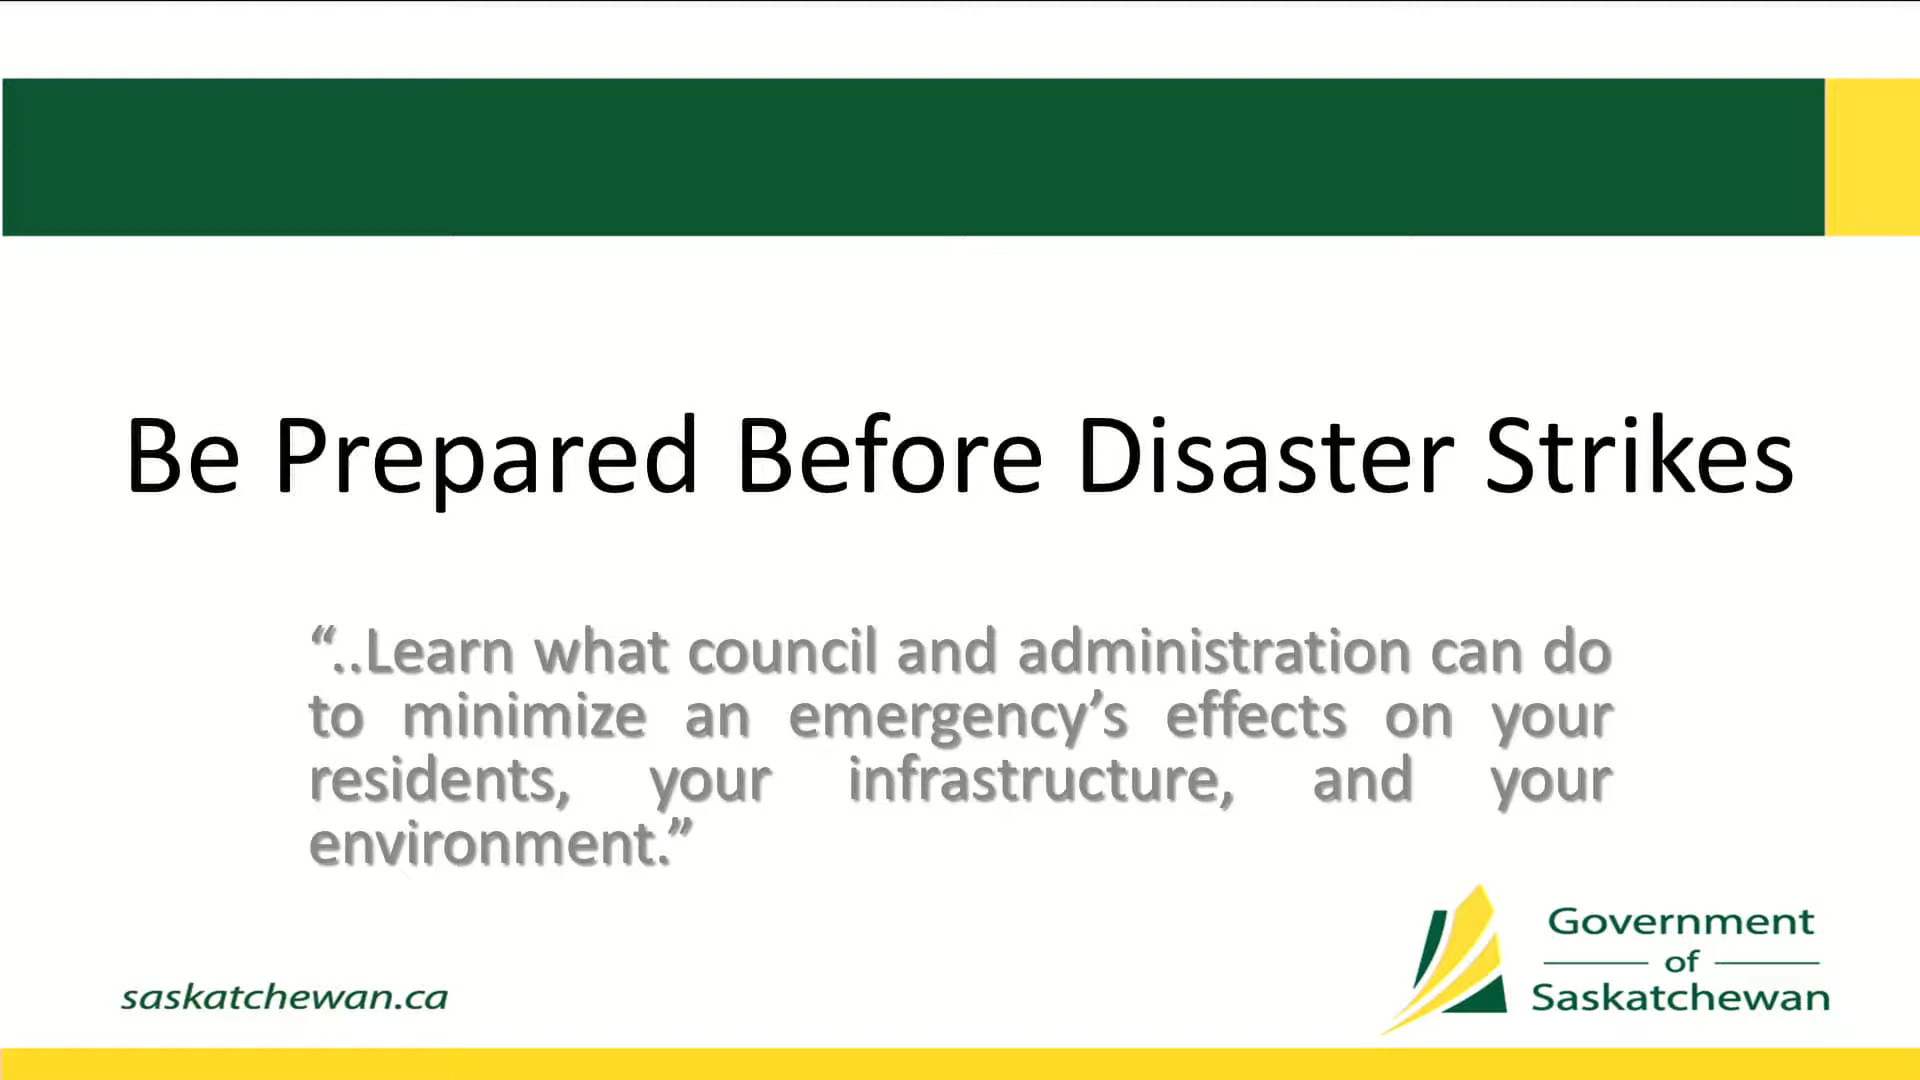 Be Prepared Before Disaster Strikes
“..Learn what council and administration can do
to minimize an emergency’s effects on your
residents, your infrastructure, and your
environment.”
saskatchewan.ca
Government
of
Saskatchewan